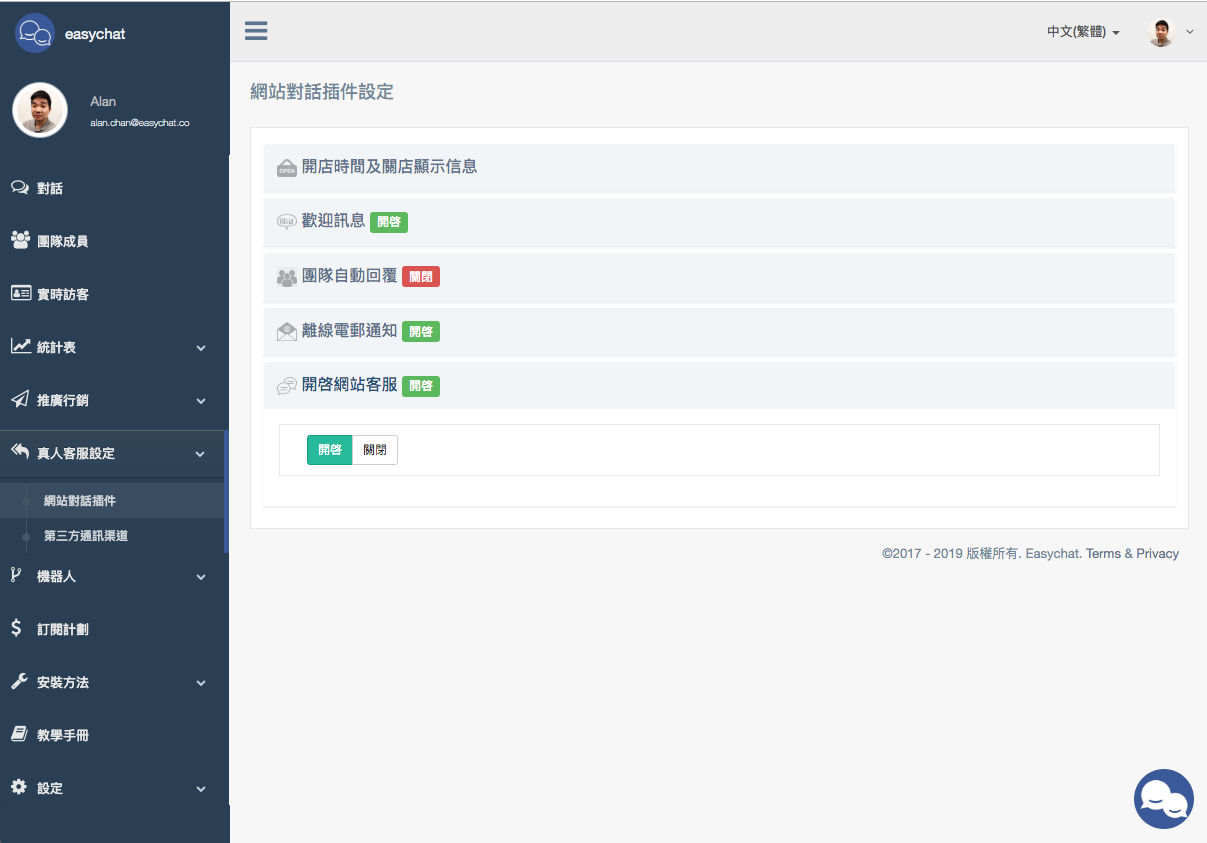 easychat
中文(繁體)
Alan
alan.chan@easychat.co
對話
團隊成員
實時訪客
統計表
推廣行銷
真人客服設定
網站對話插件
第三方通訊渠道
機器人
訂閱計劃
安裝方法
教學手冊
設定
網站對話插件設定
OPEN
開店時間及關店顯示信息
歡迎訊息 開啓
團隊自動回覆 關閉
離線電郵通知 開啓
開啓網站客服 開啓
開啓 關閉
©2017 - 2019 版權所有. Easychat. Terms & Privacy